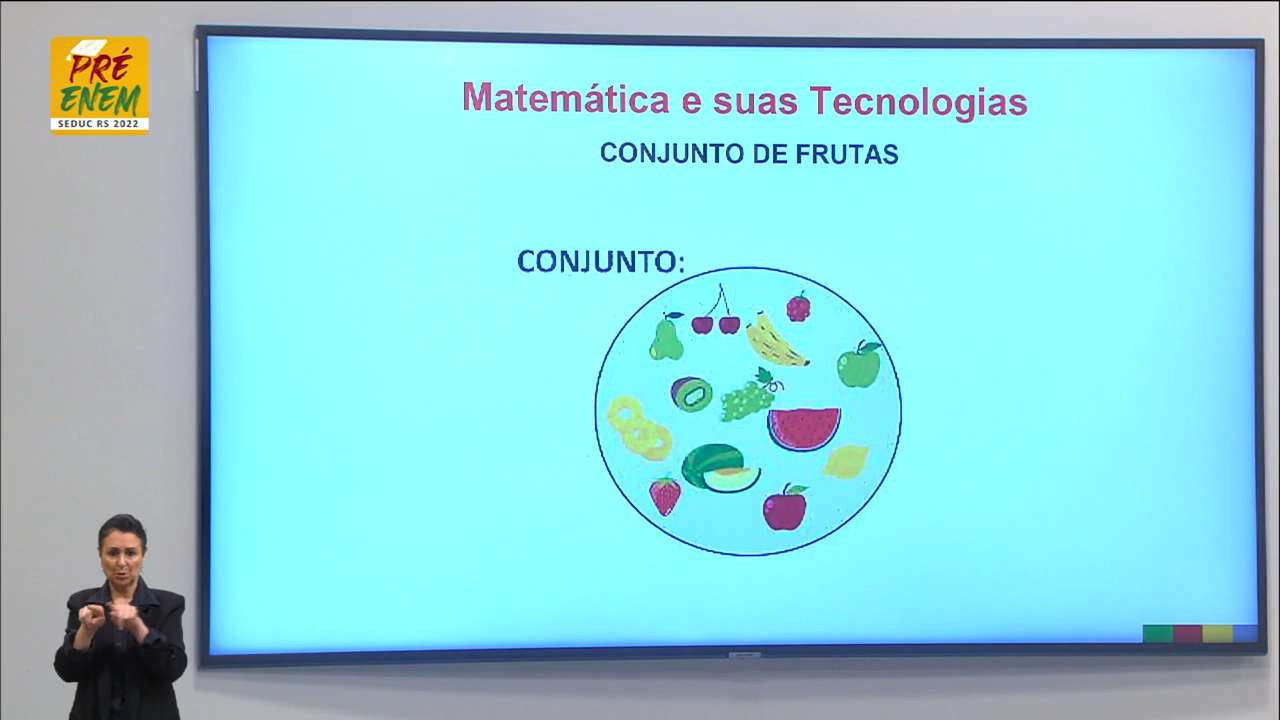 PRÉ
ENEM
SEDUC RS 2022
Matemática e suas Tecnologias
CONJUNTO DE FRUTAS
CONJUNTO: